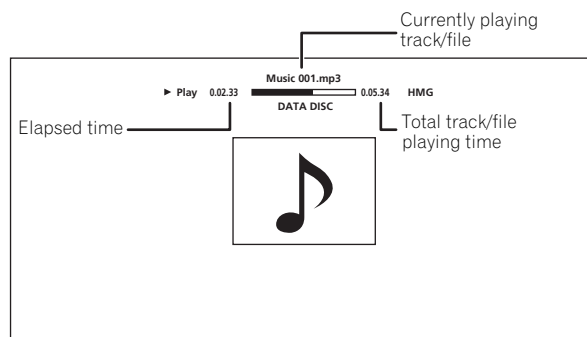 Currently playing
track/file
Music 001.mp3
► Play 0.02.33 0.05.34 HMG
DATA DISC
Elapsed time
Total track/file
playing time